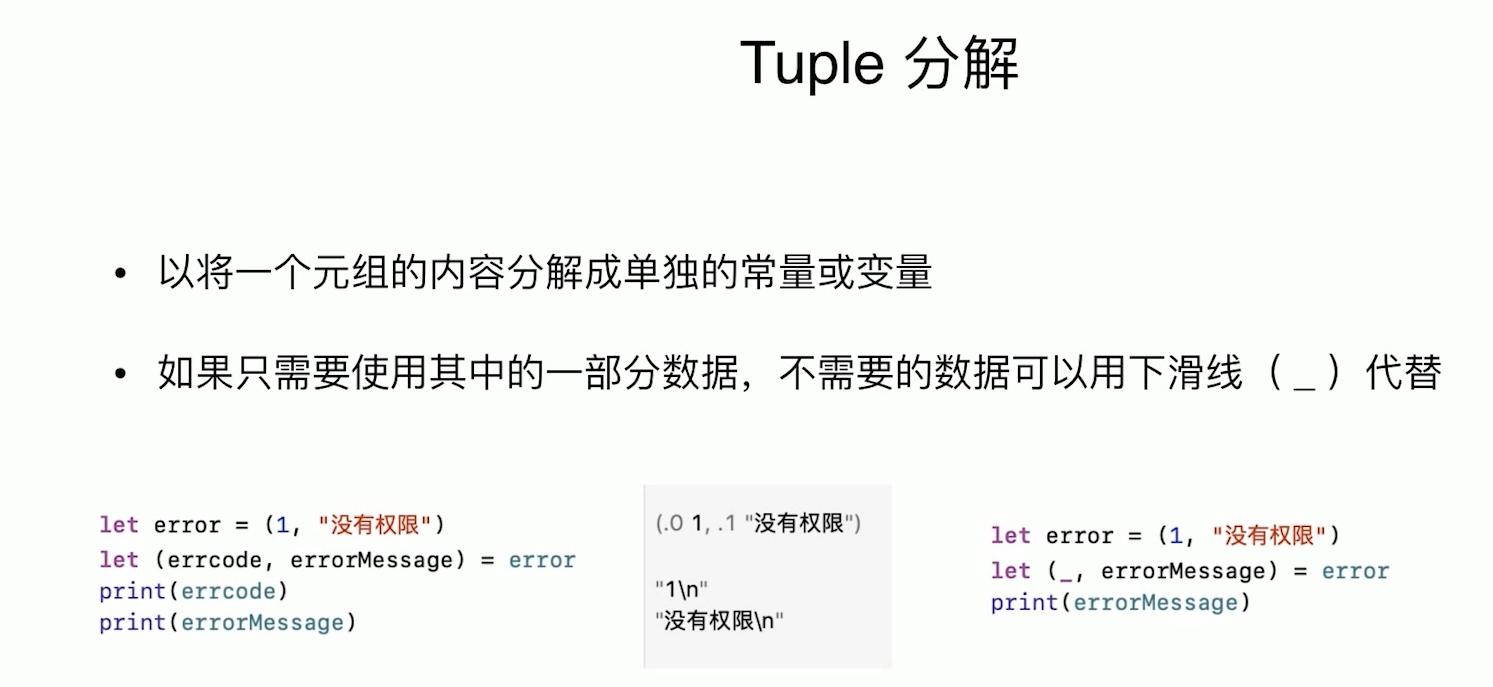 Tuple 分解
• 以将一个元组的内容分解成单独的常量或变量
• 如果只需要使用其中的一部分数据，不需要的数据可以用下滑线（ _ ）代替
let error = (1, "没有权限")
let (errcode, errorMessage) = error
print(errcode)
print(errorMessage)
(.0 1, .1 "没有权限")
"1\n"
"没有权限\n"
let error = (1, "没有权限")
let (_, errorMessage) = error
print(errorMessage)